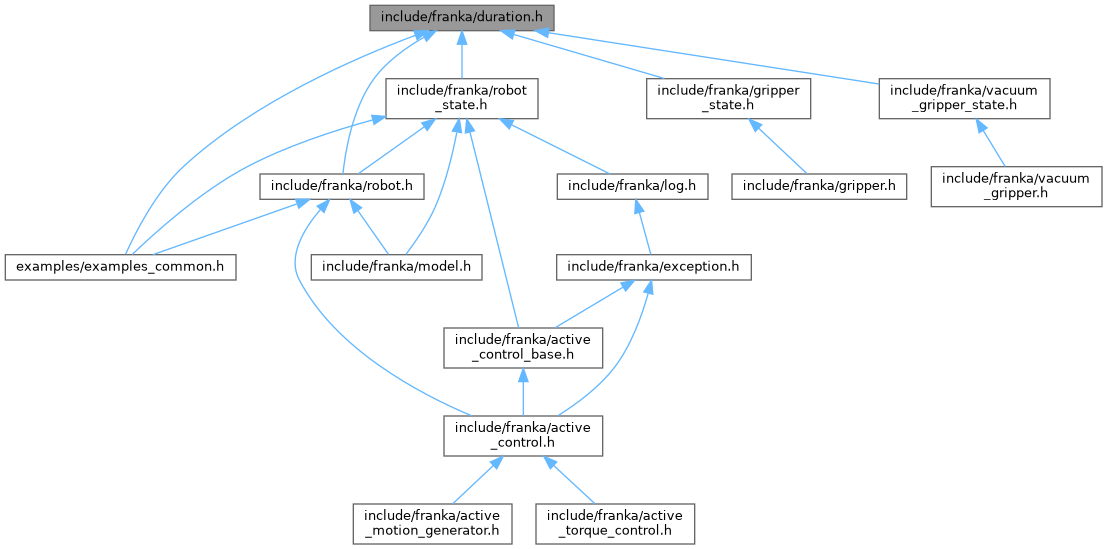 include/franka/duration.h
include/franka/robot
_state.h
include/franka/gripper
_state.h
include/franka/vacuum
_gripper_state.h
include/franka/robot.h
include/franka/log.h
include/franka/gripper.h
include/franka/vacuum
_gripper.h
examples/examples_common.h
include/franka/model.h
include/franka/exception.h
include/franka/active
_control_base.h
include/franka/active
_control.h
include/franka/active
_motion_generator.h
include/franka/active
_torque_control.h